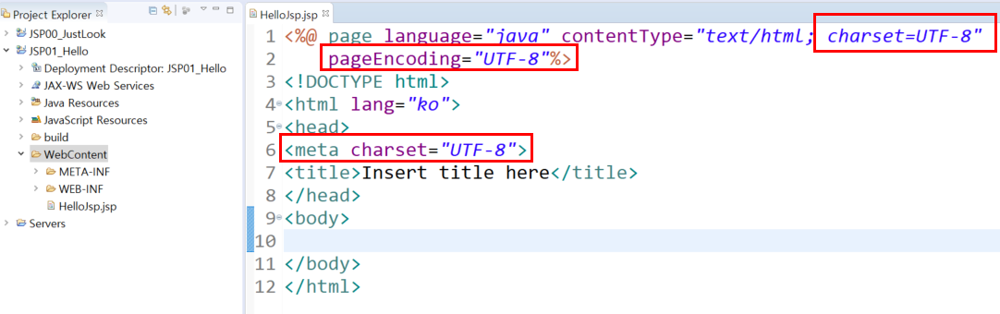 Project Explorer
JSP00_JustLook
JSP01_Hello
Deployment Descriptor: JSP01_Hello
JAX-WS Web Services
Java Resources
JavaScript Resources
build
WebContent
META-INF
WEB-INF
HelloJsp.jsp
Servers
HelloJsp.jsp
1 <%@ page language="java" contentType="text/html; charset=UTF-8"
2 pageEncoding="UTF-8"%>
3 <!DOCTYPE html>
4 <html lang="ko">
5 <head>
6 <meta charset="UTF-8">
7 <title>Insert title here</title>
8 </head>
9 <body>
10
11 </body>
12 </html>